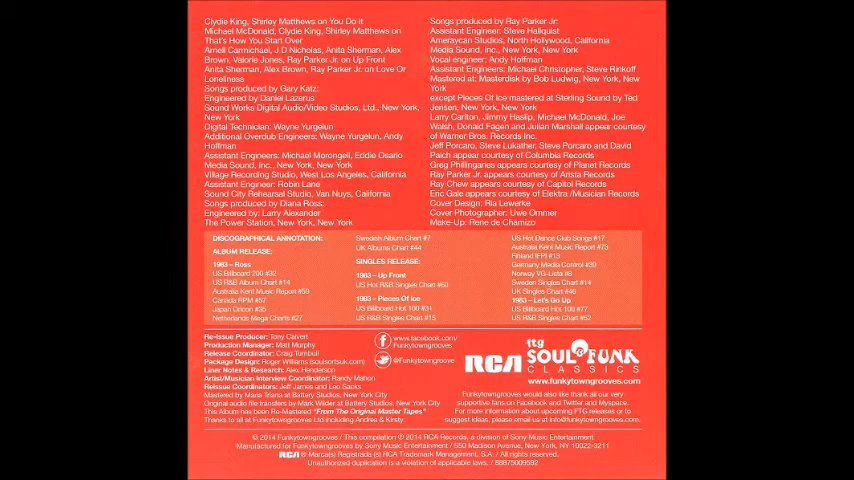 Clydie King, Shirley Matthews on You Do It
Michael McDonald, Clydie King, Shirley Matthews on
That's How You Start Over
Arnell Carmichael, J D Nicholas, Anita Sherman, Alex
Brown, Valorie Jones, Ray Parker Jr. on Up Front
Anita Sherman, Alex Brown, Ray Parker Jr. on Love Or
Loneliness
Songs produced by Gary Katz:
Engineered by Daniel Lazerus
Sound Works Digital Audio/Video Studios, Ltd., New York,
New York
Digital Technician: Wayne Yurgelun
Additional Overdub Engineers: Wayne Yurgelun, Andy
Hoffman
Assistant Engineers: Michael Morongell, Eddie Osario
Media Sound, Inc., New York, New York
Village Recording Studio, West Los Angeles, California
Assistant Engineer: Robin Lane
Sound City Rehearsal Studio, Van Nuys, California
Songs produced by Diana Ross:
Engineered by: Larry Alexander
The Power Station, New York, New York
Songs produced by Ray Parker Jr:
Assistant Engineer: Steve Hallquist
Ameraycan Studios, North Hollywood, California
Media Sound, Inc., New York, New York
Vocal engineer: Andy Hoffman
Assistant Engineers: Michael Christopher, Steve Rinkoff
Mastered at: Masterdisk by Bob Ludwig, New York, New
York
except Pieces Of Ice mastered at Sterling Sound by Ted
Jensen, New York, New York
Larry Carlton, Jimmy Haslip, Michael McDonald, Joe
Walsh, Donald Fagen and Julian Marshall appear courtesy
of Warner Bros. Records Inc.
Jeff Porcaro, Steve Lukather, Steve Porcaro and David
Paich appear courtesy of Columbia Records
Greg Phillinganes appears courtesy of Planet Records
Ray Parker Jr. appears courtesy of Arista Records
Ray Chew appears courtesy of Capitol Records
Eric Gale appears courtesy of Elektra /Musician Records
Cover Design: Ria Lewerke
Cover Photographer: Uwe Ommer
Make-Up: Rene de Chamizo
DISCOGRAPHICAL ANNOTATION:
ALBUM RELEASE:
1983 – Ross
US Billboard 200 #32
US R&B Album Chart #14
Australia Kent Music Report #59
Canada RPM #57
Japan Oricon #35
Netherlands Mega Charts #27
Swedish Album Chart #7
UK Albums Chart #44
SINGLES RELEASE:
1983 – Up Front
US Hot R&B Singles Chart #60
1983 – Pieces Of Ice
US Billboard Hot 100 #31
US R&B Singles Chart #15
US Hot Dance Club Songs #17
Australia Kent Music Report #73
Finland IFPI #13
Germany Media Control #39
Norway VG-Lista #8
Sweden Singles Chart #14
UK Singles Chart #46
1983 – Let's Go Up
US Billboard Hot 100 #77
US R&B Singles Chart #52
Re-Issue Producer: Tony Calvert
Production Manager: Matt Murphy
Release Coordinator: Craig Turnbull
Package Design: Roger Williams (soulsortsuk.com)
Liner Notes & Research: Alex Henderson
Artist/Musician Interview Coordinator: Randy Mahon
Reissue Coordinators: Jeff James and Leo Sacks
Mastered by Maria Triana at Battery Studios, New York City
Original audio file transfers by Mark Wilder at Battery Studios, New York City
This Album has been Re-Mastered "From The Original Master Tapes"
Thanks to all at Funkytowngrooves Ltd including Andrea & Kirsty
www.facebook.com/
Funkytowngrooves
@Funkytowngroove
RCA
ftg
SOUL & FUNK
CLASSICS
www.funkytowngrooves.com
Funkytowngrooves would also like thank all our very
supportive fans on Facebook and Twitter and Myspace.
For more information about upcoming FTG releases or to
suggest ideas, please email us at info@funkytowngrooves.com.
© 2014 Funkytowngrooves / This compilation ℗ 2014 RCA Records, a division of Sony Music Entertainment
Manufactured for Funkytowngrooves by Sony Music Entertainment / 550 Madison Avenue, New York, NY 10022-3211
RCA ® Marca(s) Registrada (s) RCA Trademark Management, S.A. / All rights reserved.
Unauthorized duplication is a violation of applicable laws. / 88875009592